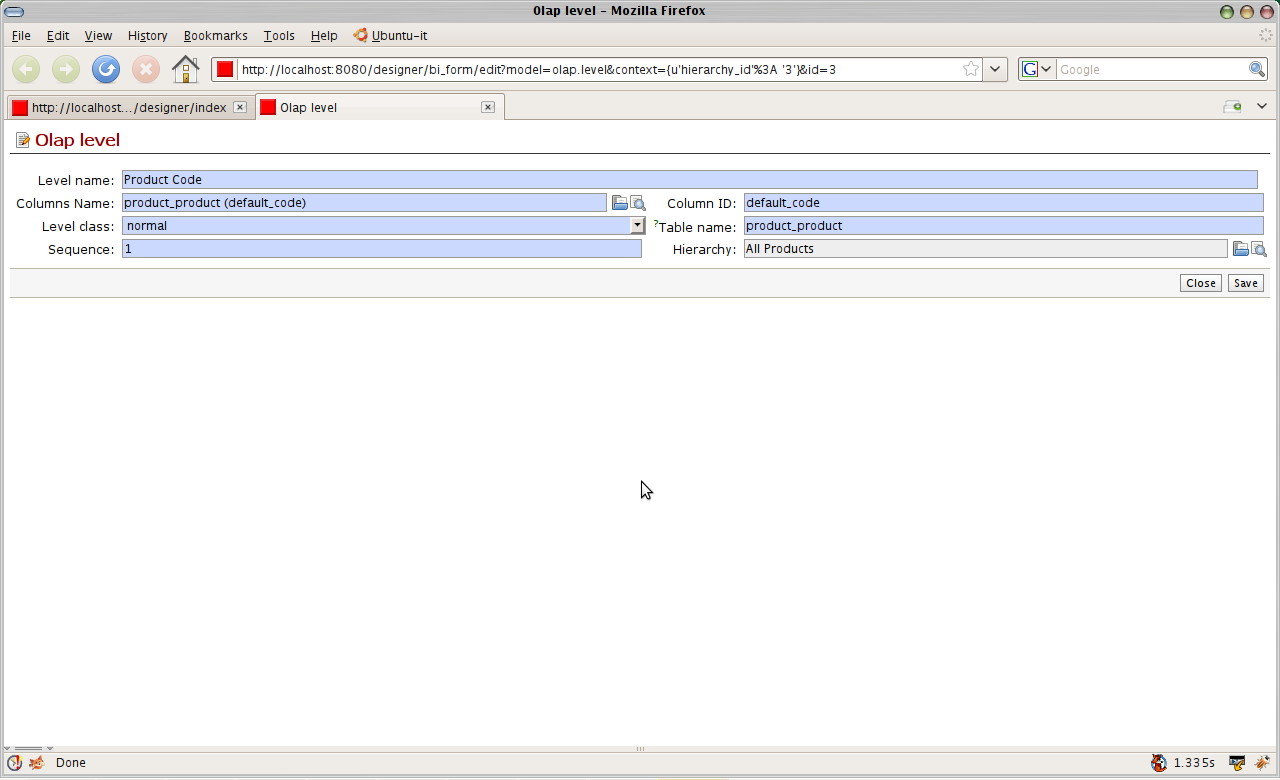 Olap level - Mozilla Firefox
File Edit View History Bookmarks Tools Help Ubuntu-it
http://localhost:8080/designer/bi_form/edit?model=olap.level&context={u'hierarchy_id'%3A '3'}&id=3 G Google
http://localhost.../designer/index Olap level
Olap level
Level name: Product Code
Columns Name: product_product (default_code) Column ID: default_code
Level class: normal ?Table name: product_product
Sequence: 1 Hierarchy: All Products
Close Save
Done 1.335s